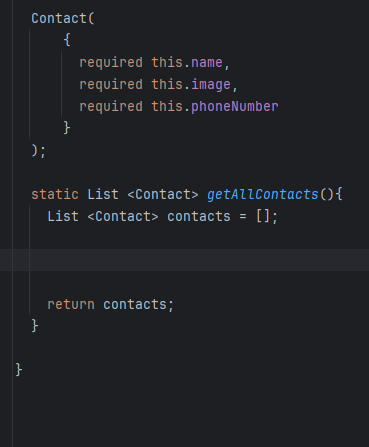 Contact(
{
required this.name,
required this.image,
required this.phoneNumber
}
);
static List <Contact> getAllContacts(){
List <Contact> contacts = [];
return contacts;
}
}